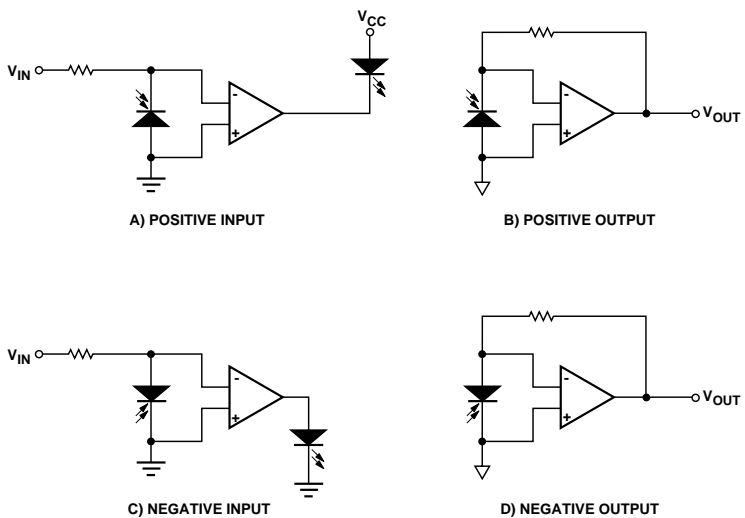 V_CC
V_IN
-
+
A) POSITIVE INPUT
-
+
V_OUT
B) POSITIVE OUTPUT
V_IN
-
+
C) NEGATIVE INPUT
-
+
V_OUT
D) NEGATIVE OUTPUT